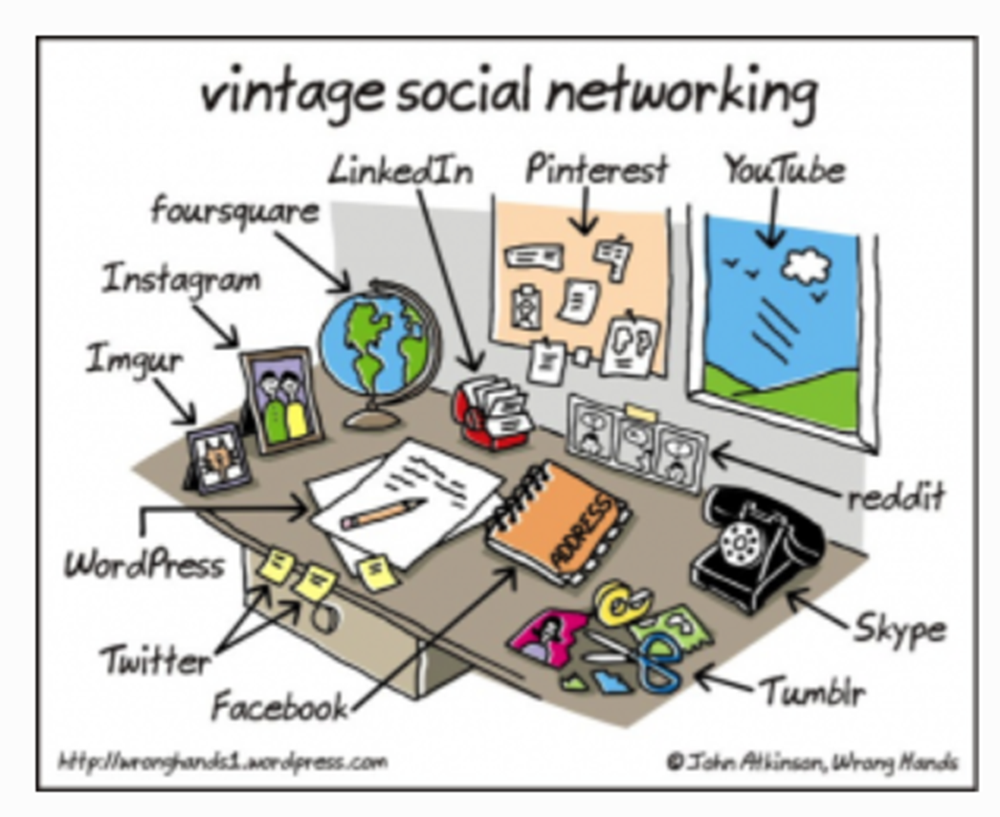 vintage social networking
LinkedIn
Pinterest
YouTube
foursquare
Instagram
Imgur
reddit
WordPress
ADDRESS
Skype
Twitter
Tumblr
Facebook
http://wronghands1.wordpress.com
© John Atkinson, Wrong Hands